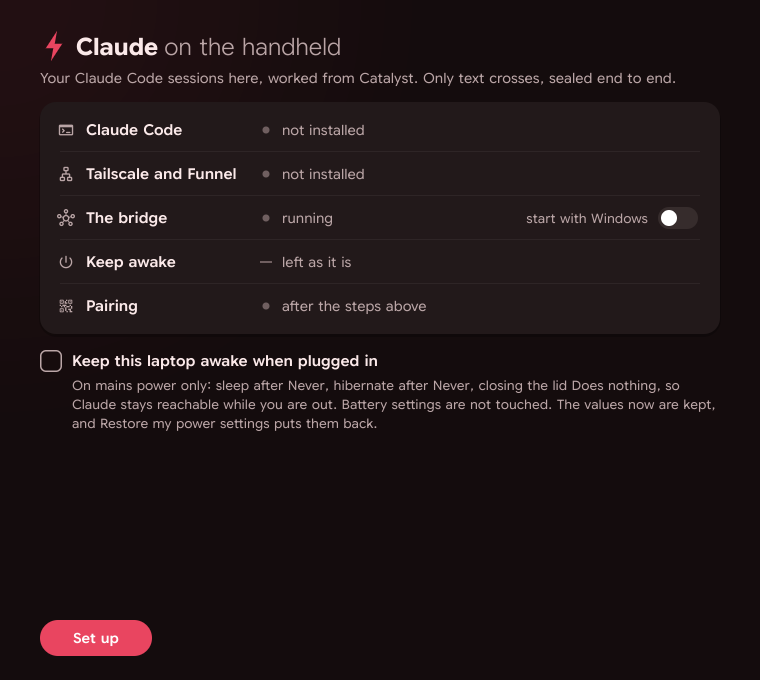 Claude on the handheld
Your Claude Code sessions here, worked from Catalyst. Only text crosses, sealed end to end.
Claude Code not installed
Tailscale and Funnel not installed
The bridge running start with Windows
Keep awake left as it is
Pairing after the steps above
Keep this laptop awake when plugged in
On mains power only: sleep after Never, hibernate after Never, closing the lid Does nothing, so
Claude stays reachable while you are out. Battery settings are not touched. The values now are kept,
and Restore my power settings puts them back.
Set up